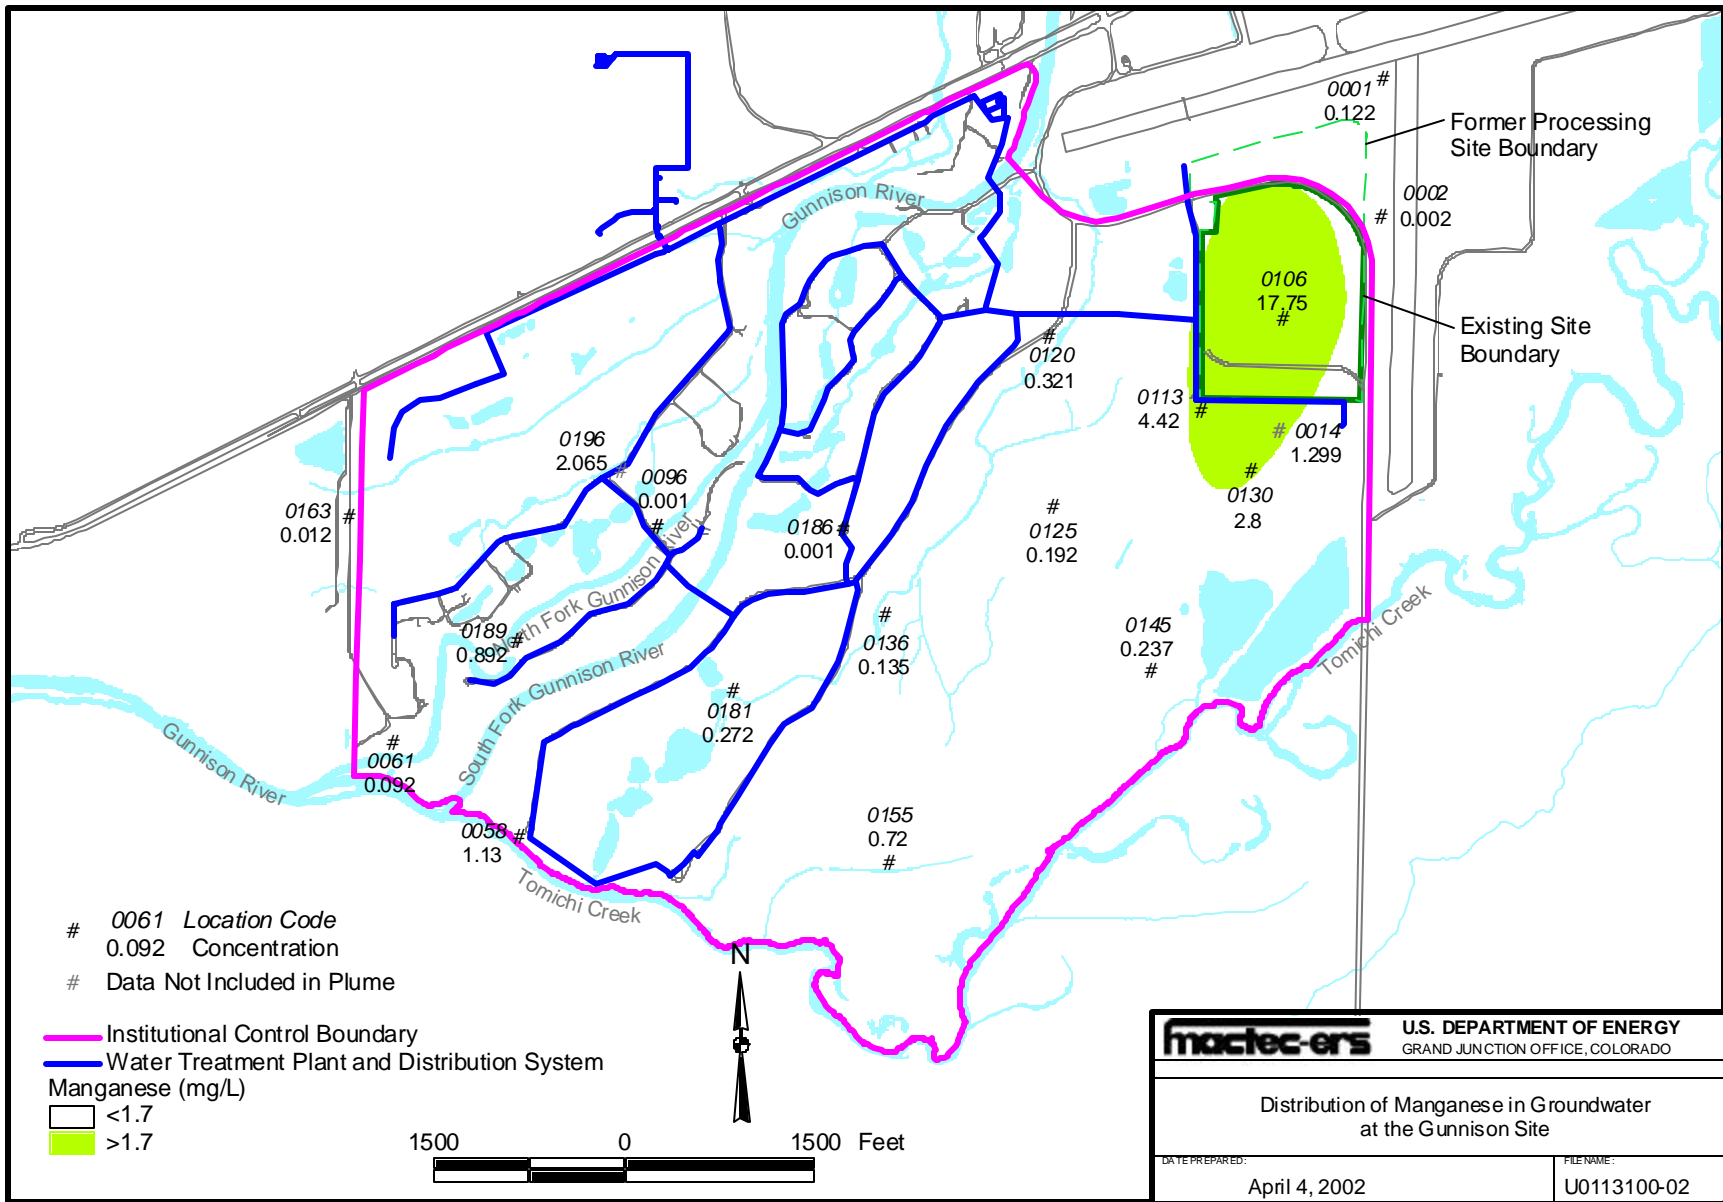 0001
0.122
Former Processing
Site Boundary
0002
0.002
Gunnison River
0106
17.75
Existing Site
Boundary
0120
0.321
0113
4.42
0014
1.299
0130
2.8
0196
2.065
0096
0.001
0163
0.012
0186
0.001
0125
0.192
North Fork Gunnison River
0189
0.892
0136
0.135
0145
0.237
Tomichi Creek
South Fork Gunnison River
0181
0.272
Gunnison River
0061
0.092
0058
1.13
0155
0.72
Tomichi Creek
# 0061 Location Code
0.092 Concentration
# Data Not Included in Plume
Institutional Control Boundary
Water Treatment Plant and Distribution System
Manganese (mg/L)
<1.7
>1.7
N
1500 0 1500 Feet
mactec-ers
U.S. DEPARTMENT OF ENERGY
GRAND JUNCTION OFFICE, COLORADO
Distribution of Manganese in Groundwater
at the Gunnison Site
DATE PREPARED:
April 4, 2002
FILENAME:
U0113100-02